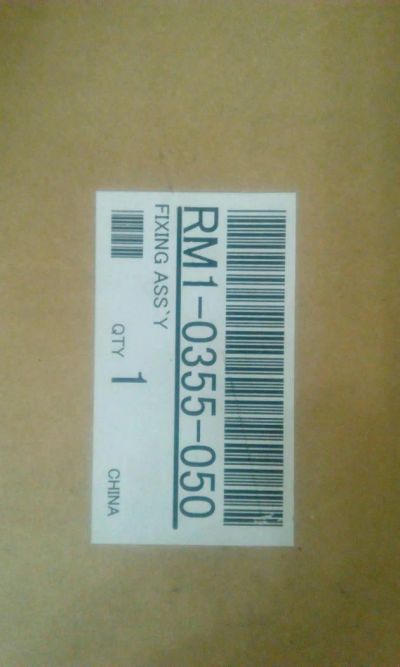 RM1-0355-050
FIXING ASS'Y
QTY 1 CHINA